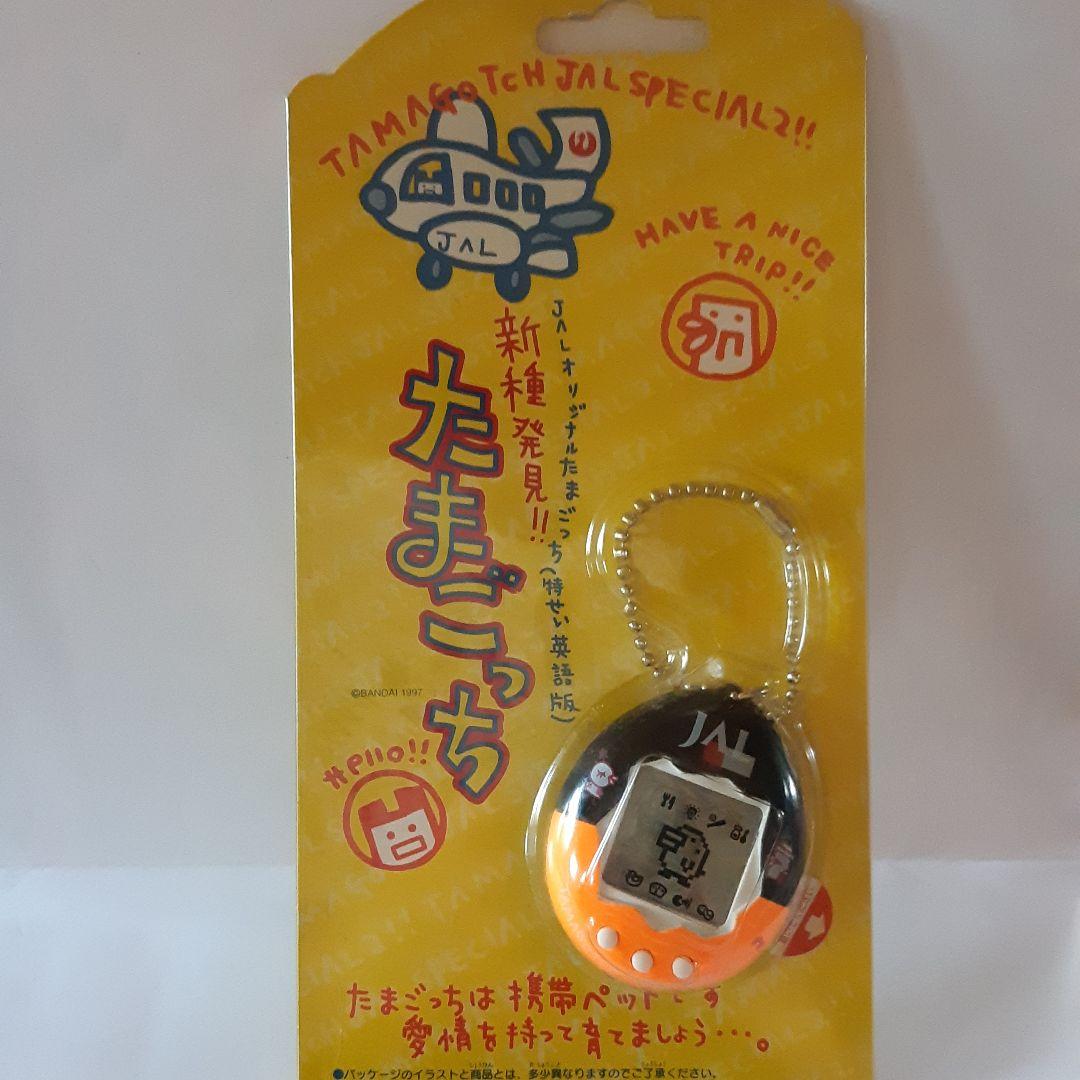 TAMAGOTCH JAL SPECIAL2!!
JAL
HAVE A NICE
TRIP!!
JALオリジナルたまごっち(特せい英語版)
新種発見!!
たまごっち
©BANDAI 1997
Hello!!
JAL
たまごっちは携帯ペットです
愛情を持って育てましょう・・・。
●パッケージのイラストと商品とは、多少異なりますのでご了承ください。